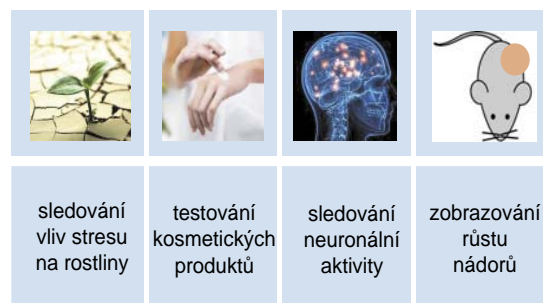 sledování
vliv stresu
na rostliny
testování
kosmetických
produktů
sledování
neuronální
aktivity
zobrazování
růstu
nádorů